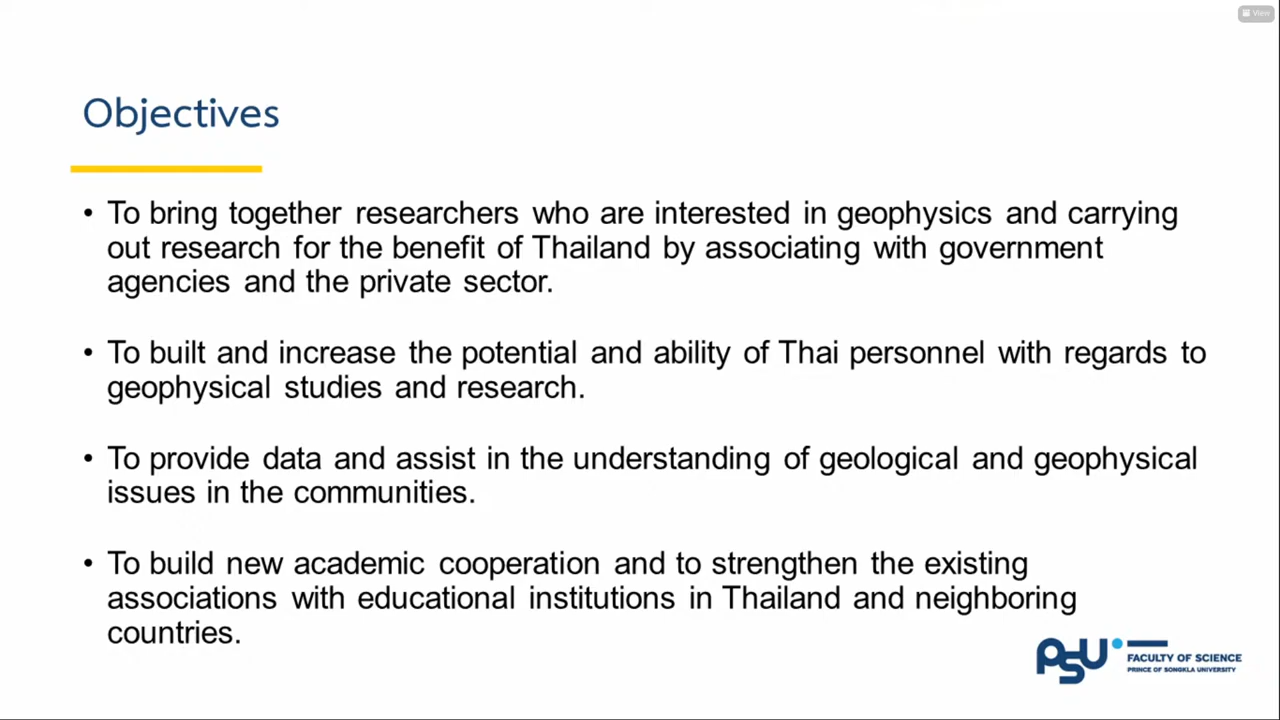 View
Objectives
• To bring together researchers who are interested in geophysics and carrying
out research for the benefit of Thailand by associating with government
agencies and the private sector.
• To built and increase the potential and ability of Thai personnel with regards to
geophysical studies and research.
• To provide data and assist in the understanding of geological and geophysical
issues in the communities.
• To build new academic cooperation and to strengthen the existing
associations with educational institutions in Thailand and neighboring
countries.
PSU
FACULTY OF SCIENCE
PRINCE OF SONGKLA UNIVERSITY